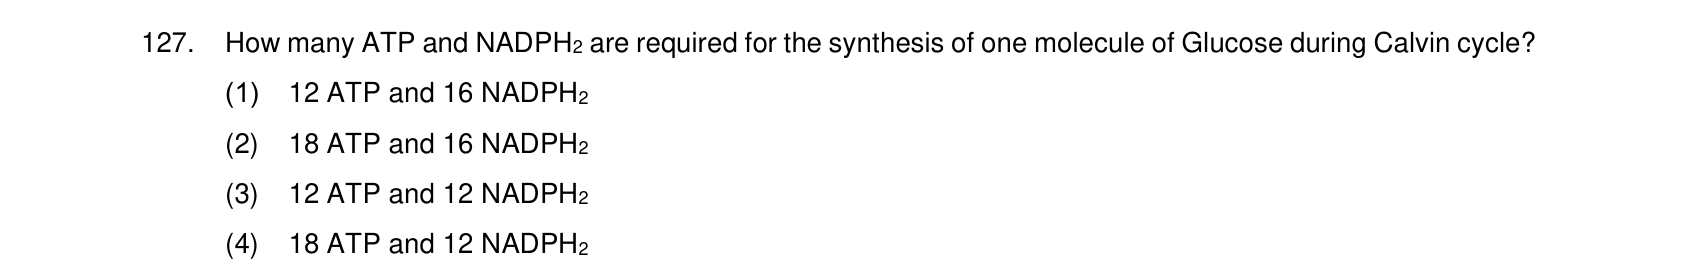 127. How many ATP and NADPH₂ are required for the synthesis of one molecule of Glucose during Calvin cycle?
(1) 12 ATP and 16 NADPH₂
(2) 18 ATP and 16 NADPH₂
(3) 12 ATP and 12 NADPH₂
(4) 18 ATP and 12 NADPH₂